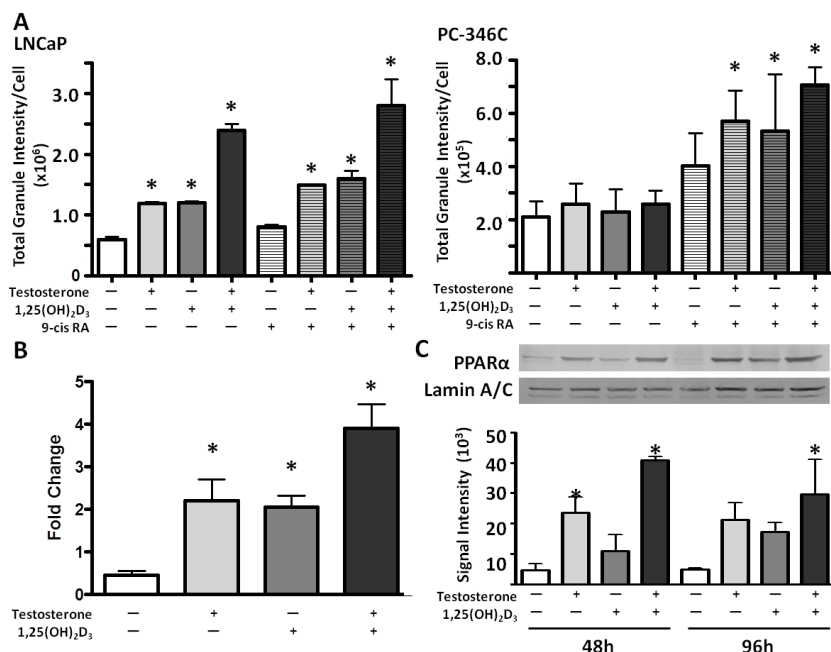 A
LNCaP
Total Granule Intensity/Cell
(x10⁶)
3.0
2.0
1.0
0
* * * * * *
Testosterone — + — + — + — +
1,25(OH)₂D₃ — — + + — — + +
9-cis RA + + + +
PC-346C
Total Granule Intensity/Cell
(x10⁵)
8.0
6.0
4.0
2.0
* * *
Testosterone — + — + — + — +
1,25(OH)₂D₃ — — + + — — + +
9-cis RA + + + +
B
Fold Change
5
4
3
2
1
0
* * *
Testosterone — + — +
1,25(OH)₂D₃ — — + +
C
PPARα
Lamin A/C
Signal Intensity (10³)
50
40
30
20
10
* * *
Testosterone — + — + — + — +
1,25(OH)₂D₃ — — + + — — + +
48h 96h